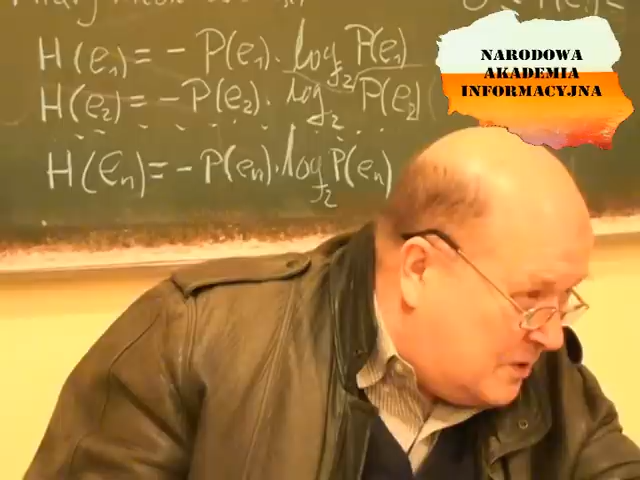 H(e₁) = - P(e₁) · log₂ P(e₁)
H(e₂) = - P(e₂) · log₂ P(e₂)
H(en) = - P(en) · log₂ P(en)
NARODOWA
AKADEMIA
INFORMACYJNA